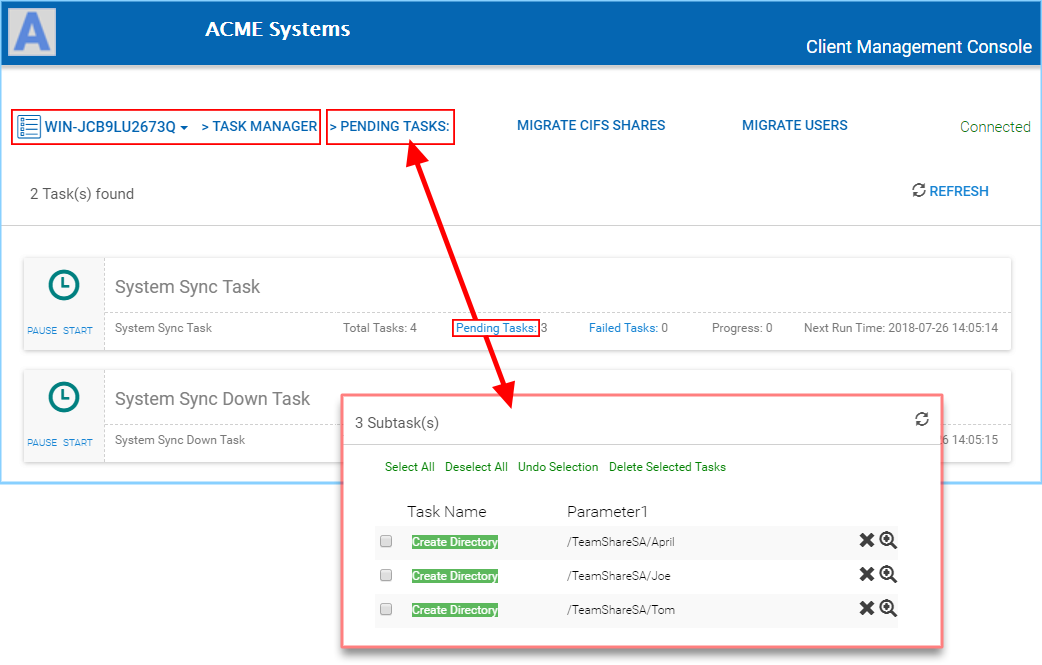 A
ACME Systems
Client Management Console
WIN-JCB9LU2673Q > TASK MANAGER > PENDING TASKS: MIGRATE CIFS SHARES MIGRATE USERS Connected
2 Task(s) found REFRESH
System Sync Task
PAUSE START System Sync Task Total Tasks: 4 Pending Tasks: 3 Failed Tasks: 0 Progress: 0 Next Run Time: 2018-07-26 14:05:14
System Sync Down Task
PAUSE START System Sync Down Task 6 14:05:15
3 Subtask(s)
Select All Deselect All Undo Selection Delete Selected Tasks
Task Name Parameter1
Create Directory /TeamShareSA/April
Create Directory /TeamShareSA/Joe
Create Directory /TeamShareSA/Tom